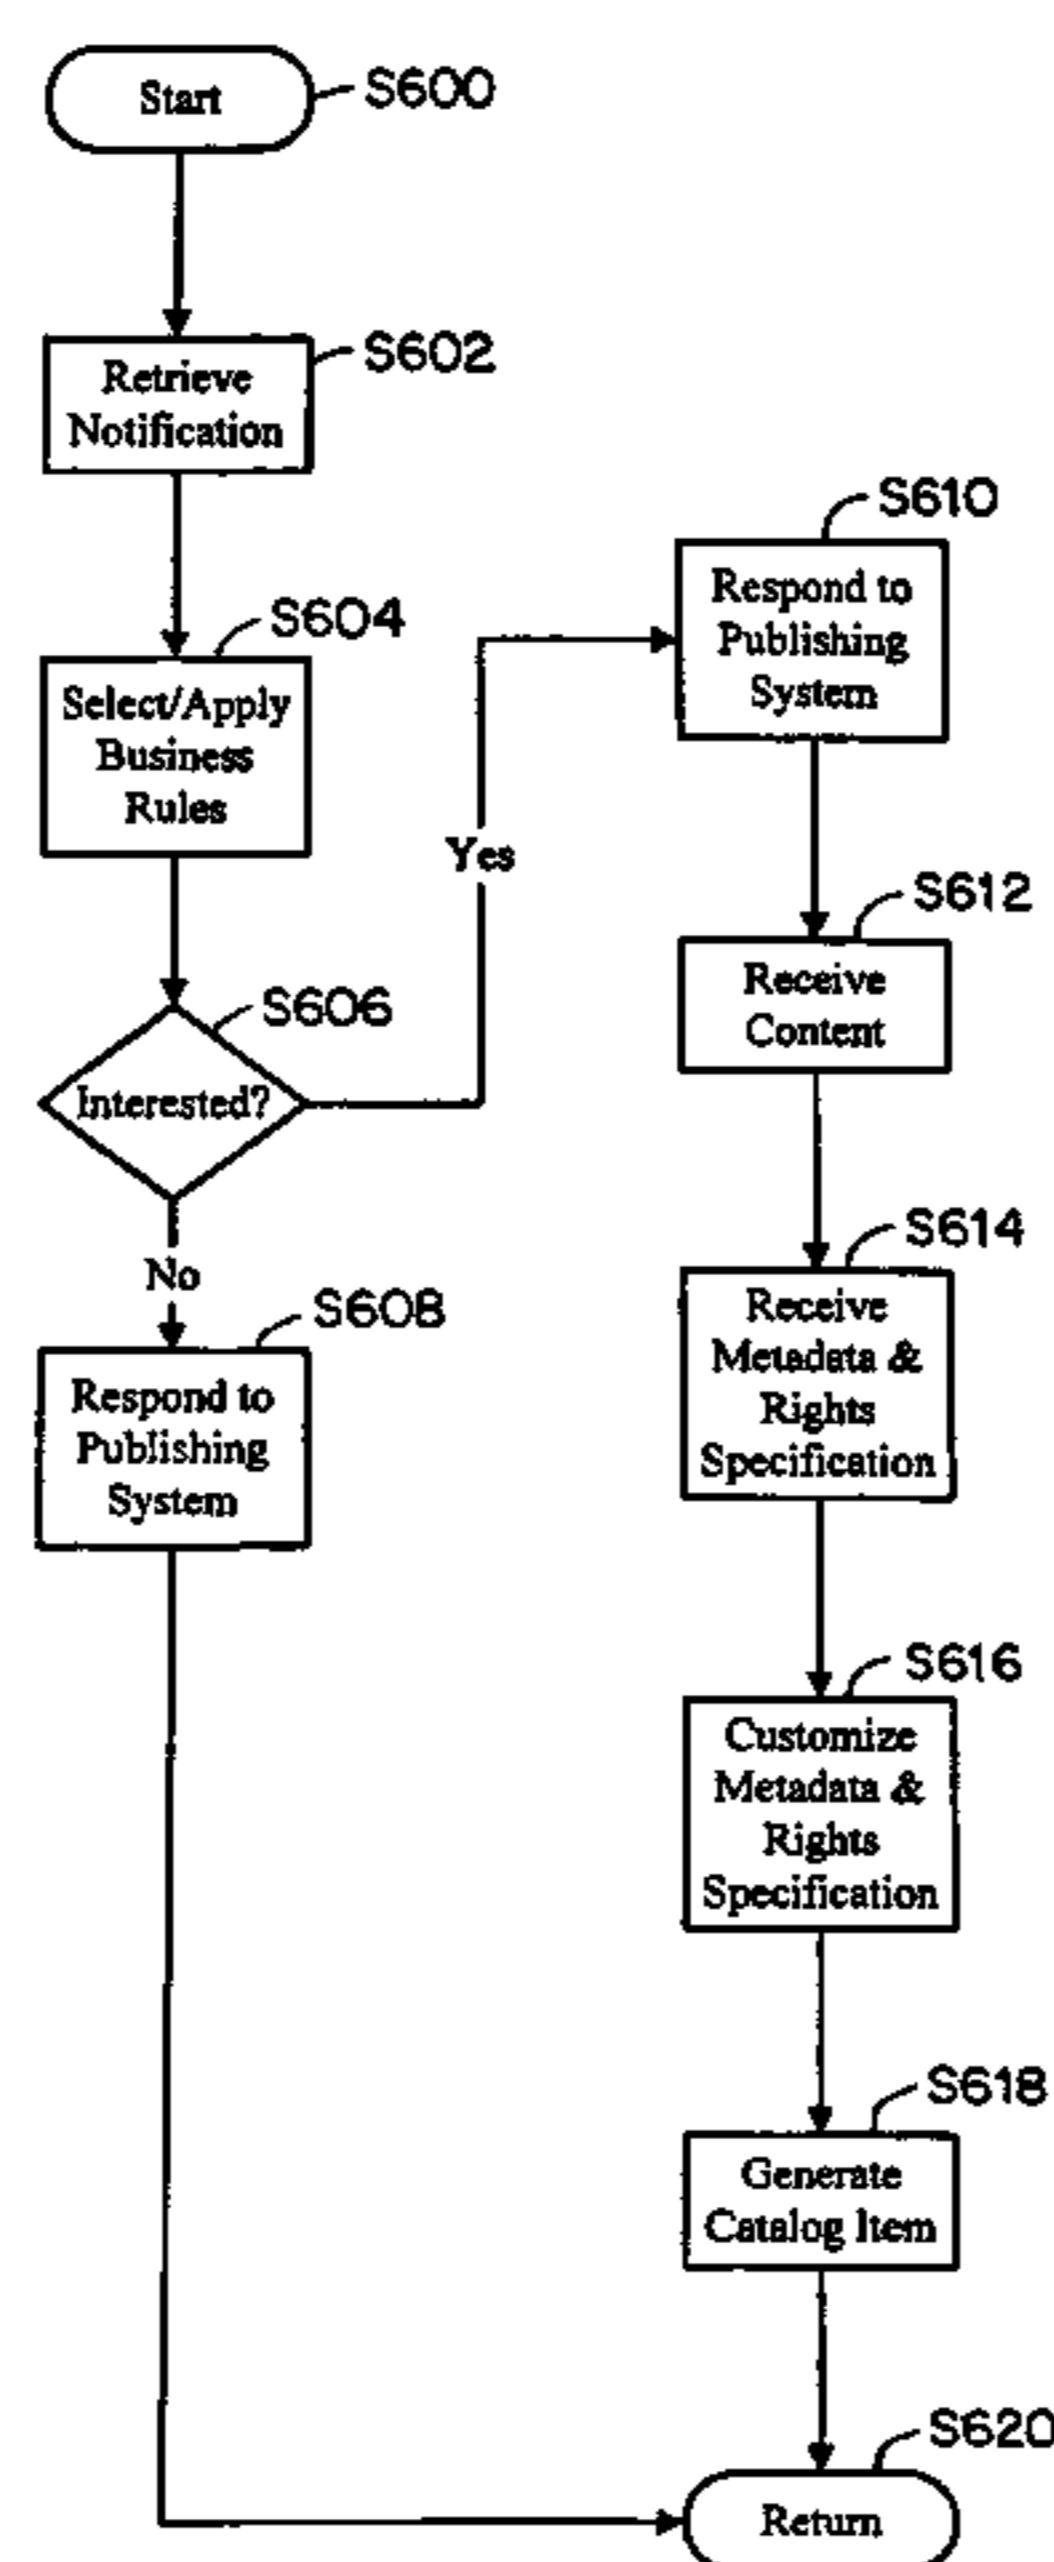 Start
S600
Retrieve
Notification
S602
Select/Apply
Business
Rules
S604
Interested?
S606
Yes
No
Respond to
Publishing
System
S608
Respond to
Publishing
System
S610
Receive
Content
S612
Receive
Metadata &
Rights
Specification
S614
Customize
Metadata &
Rights
Specification
S616
Generate
Catalog Item
S618
Return
S620